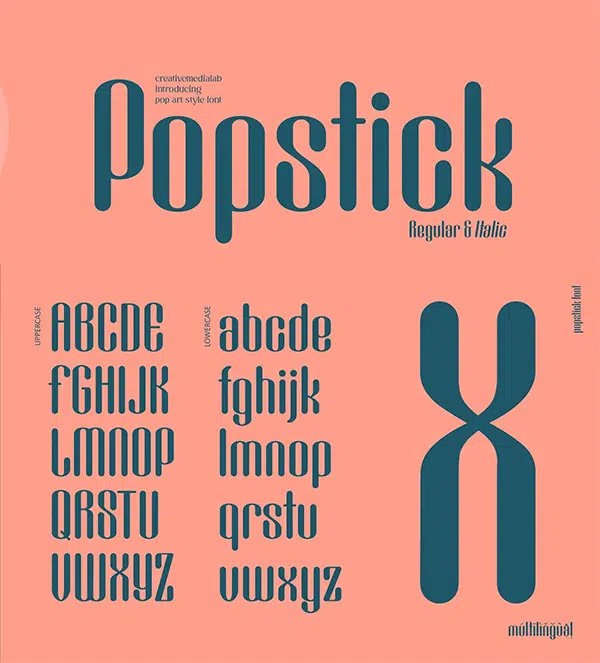 creativemedialab
introducing
pop art style font
Popstick
Regular & Italic
popstick font
UPPERCASE
ABCDE
FGHIJK
LMNOP
QRSTU
VWXYZ
LOWERCASE
abcde
fghijk
lmnop
qrstu
vwxyz
X
múltïlìñğûąļ